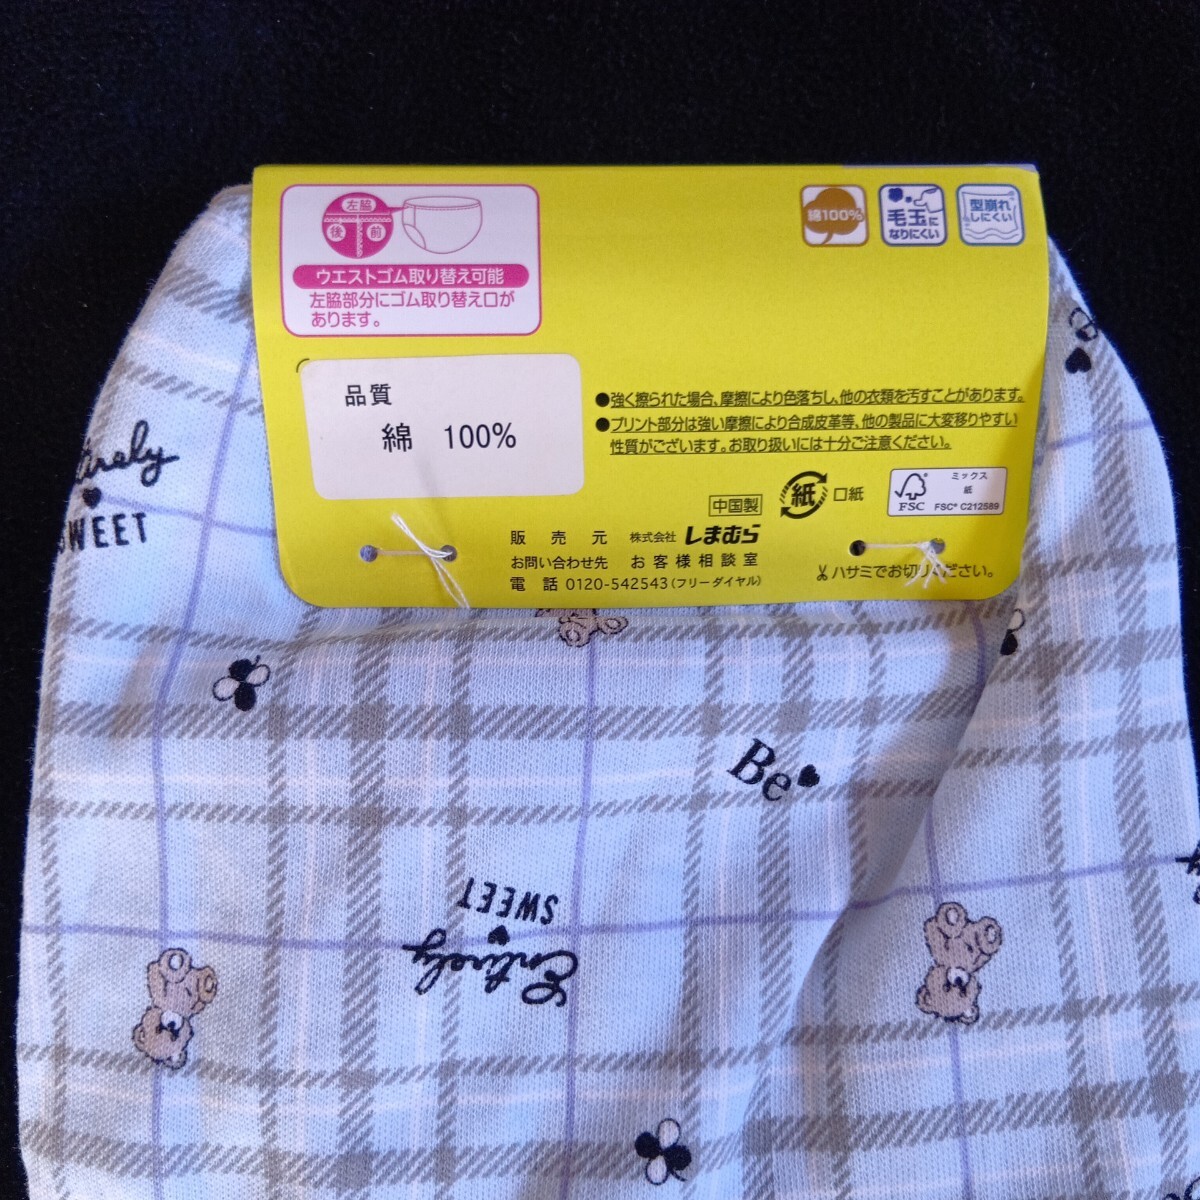 左脇
後 前
ウエストゴム取り替え可能
左脇部分にゴム取り替え口が
あります。
綿100%
毛玉に
なりにくい
型崩れ
しにくい
品質
綿 100%
●強く擦られた場合、摩擦により色落ちし、他の衣類を汚すことがあります。
●プリント部分は強い摩擦により合成皮革等、他の製品に大変移りやすい
性質がございます。お取り扱いには十分ご注意ください。
中国製
紙 口紙
FSC
ミックス
紙
FSC® C212589
販売元 株式会社 しまむら
お問い合わせ先 お客様相談室
電話 0120-542543(フリーダイヤル)
ハサミでお切りください。
SWEET
Be
SWEET
Entirely